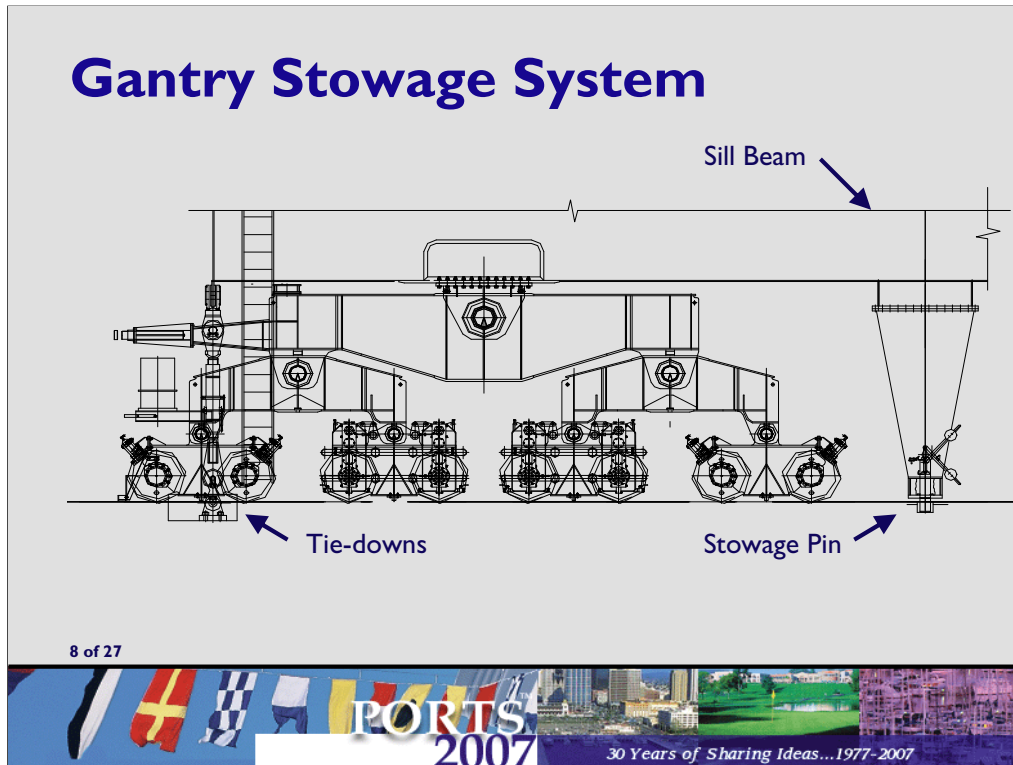 Gantry Stowage System
Sill Beam
Tie-downs
Stowage Pin
8 of 27
PORTS™
2007
30 Years of Sharing Ideas...1977-2007